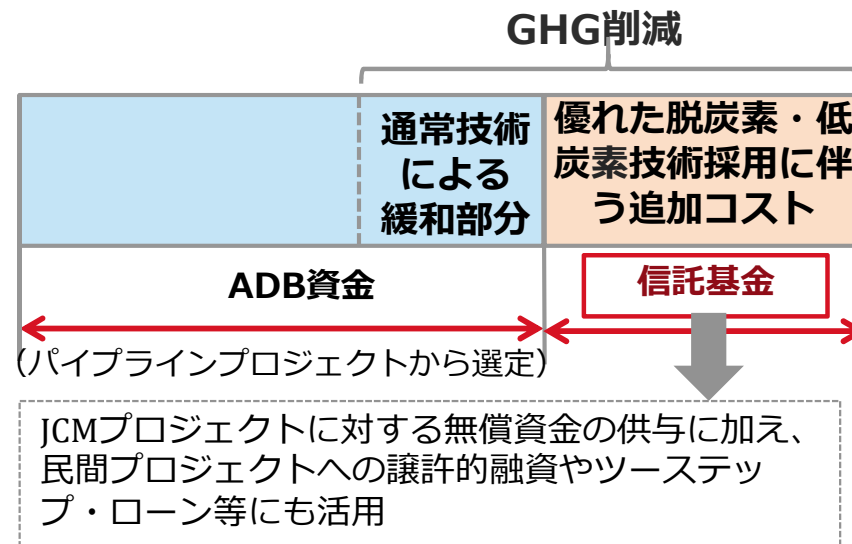 GHG削減
通常技術
による
緩和部分
優れた脱炭素・低
炭素技術採用に伴
う追加コスト
ADB資金
信託基金
(パイプラインプロジェクトから選定)
JCMプロジェクトに対する無償資金の供与に加え、
民間プロジェクトへの譲許的融資やツーステッ
プ・ローン等にも活用